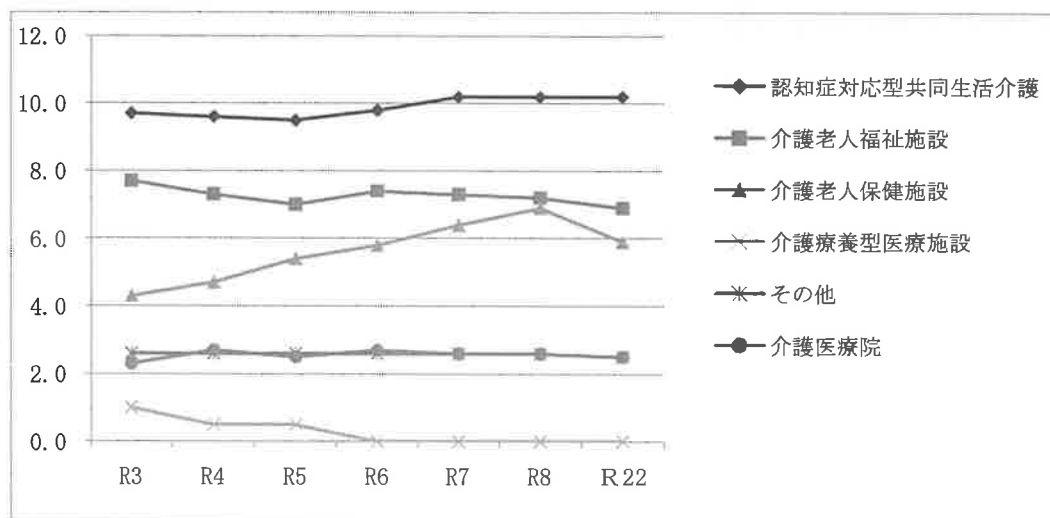 12.0
10.0
8.0
6.0
4.0
2.0
0.0
R3 R4 R5 R6 R7 R8 R22
認知症対応型共同生活介護
介護老人福祉施設
介護老人保健施設
介護療養型医療施設
その他
介護医療院